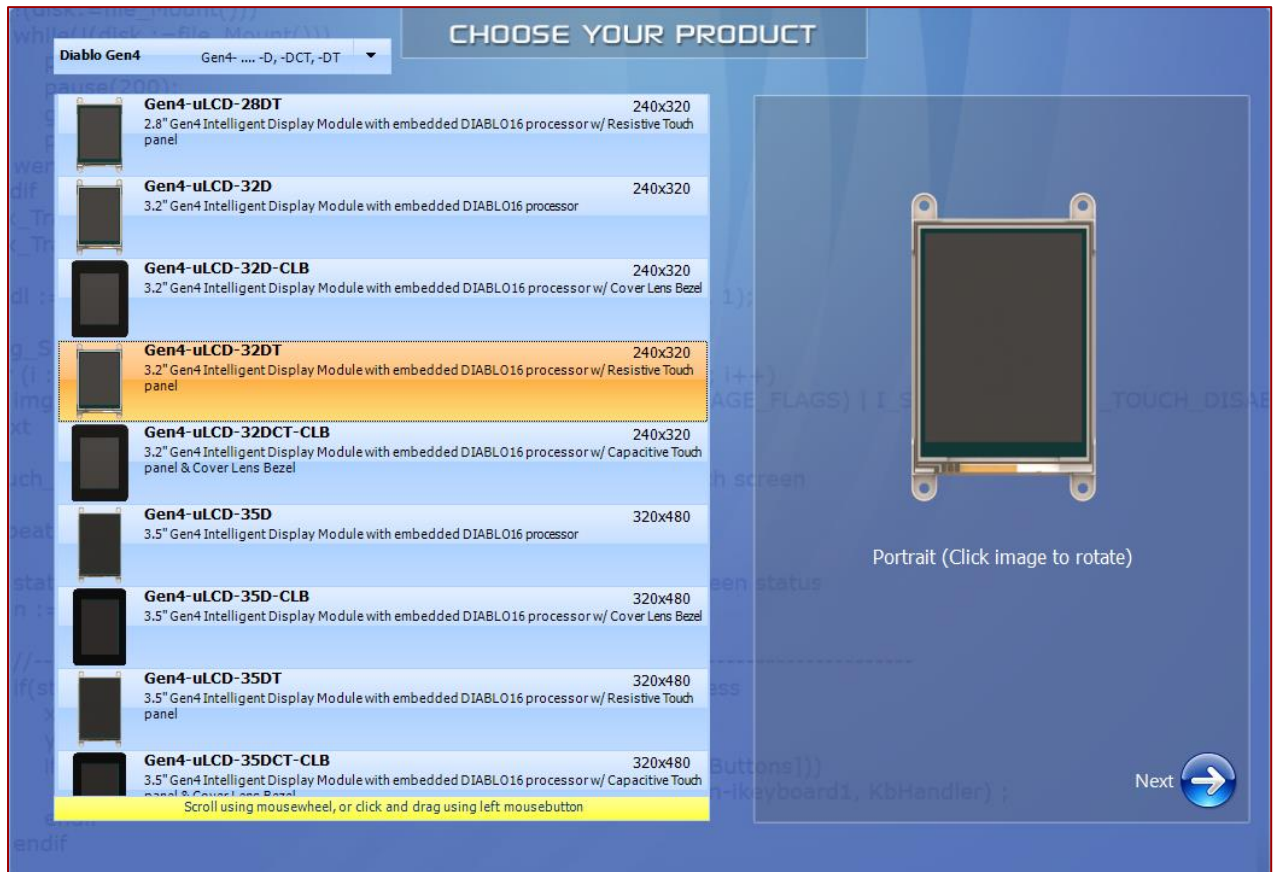 CHOOSE YOUR PRODUCT
Diablo Gen4 Gen4- .... -D, -DCT, -DT
Gen4-uLCD-28DT 240x320
2.8" Gen4 Intelligent Display Module with embedded DIABLO16 processor w/ Resistive Touch
panel
Gen4-uLCD-32D 240x320
3.2" Gen4 Intelligent Display Module with embedded DIABLO16 processor
Gen4-uLCD-32D-CLB 240x320
3.2" Gen4 Intelligent Display Module with embedded DIABLO16 processor w/ Cover Lens Bezel
Gen4-uLCD-32DT 240x320
3.2" Gen4 Intelligent Display Module with embedded DIABLO16 processor w/ Resistive Touch
panel
Gen4-uLCD-32DCT-CLB 240x320
3.2" Gen4 Intelligent Display Module with embedded DIABLO16 processor w/ Capacitive Touch
panel & Cover Lens Bezel
Gen4-uLCD-35D 320x480
3.5" Gen4 Intelligent Display Module with embedded DIABLO16 processor
Gen4-uLCD-35D-CLB 320x480
3.5" Gen4 Intelligent Display Module with embedded DIABLO16 processor w/ Cover Lens Bezel
Gen4-uLCD-35DT 320x480
3.5" Gen4 Intelligent Display Module with embedded DIABLO16 processor w/ Resistive Touch
panel
Gen4-uLCD-35DCT-CLB 320x480
3.5" Gen4 Intelligent Display Module with embedded DIABLO16 processor w/ Capacitive Touch
panel & Cover Lens Bezel
Scroll using mousewheel, or click and drag using left mousebutton
Portrait (Click image to rotate)
Next